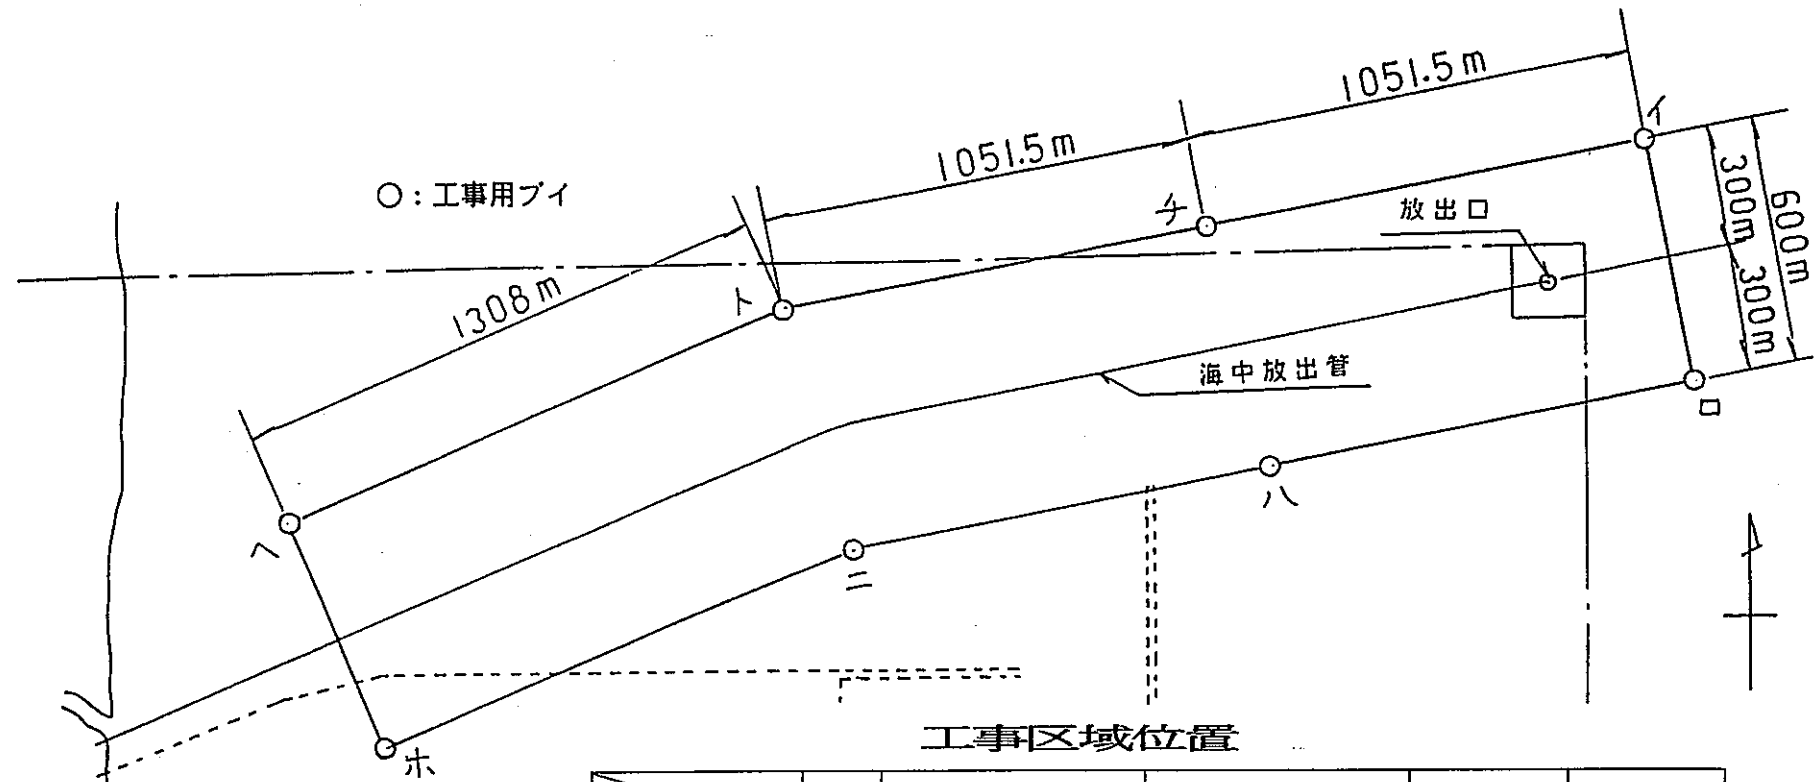 1051.5m
イ
1051.5m
○：工事用ブイ
チ
放出口
300m
600m
1308m
ト
300m
海中放出管
ロ
ハ
ヘ
ニ
工事区域位置
ホ